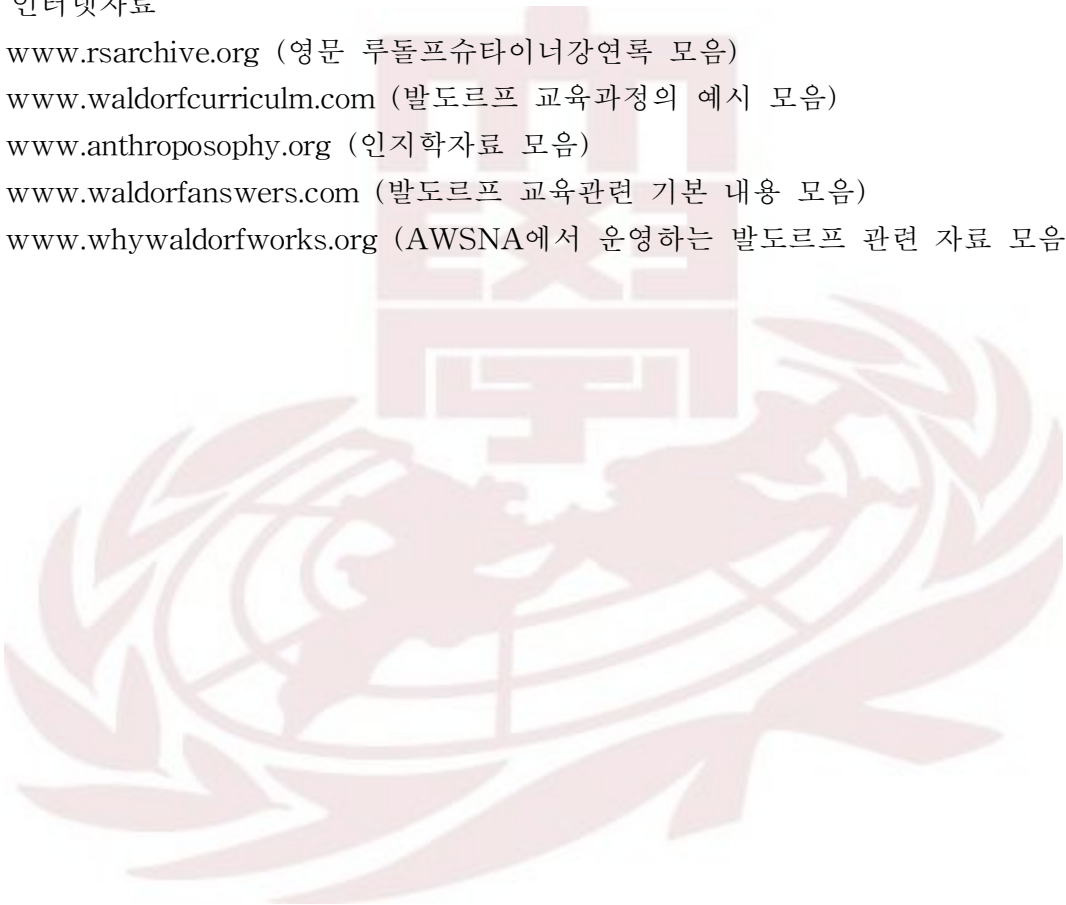 인터넷자료
www.rsarchive.org (영문 루돌프슈타이너강연록 모음)
www.waldorfcurriculm.com (발도르프 교육과정의 예시 모음)
www.anthroposophy.org (인지학자료 모음)
www.waldorfanswers.com (발도르프 교육관련 기본 내용 모음)
www.whywaldorfworks.org (AWSNA에서 운영하는 발도르프 관련 자료 모음